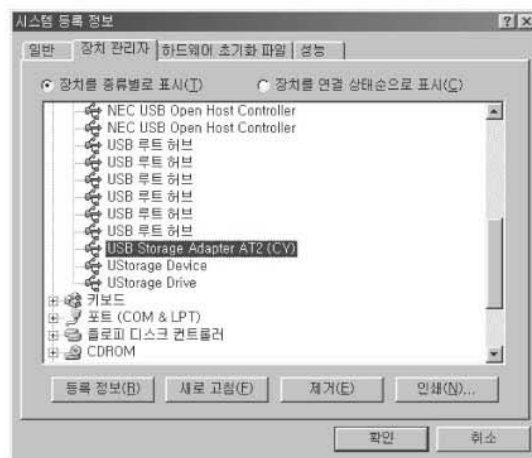 시스템 등록 정보
일반 장치 관리자 하드웨어 초기화 파일 성능
장치를 종류별로 표시(T) 장치를 연결 상태순으로 표시(C)
NEC USB Open Host Controller
NEC USB Open Host Controller
USB 루트 허브
USB 루트 허브
USB 루트 허브
USB 루트 허브
USB 루트 허브
USB 루트 허브
USB Storage Adapter AT2 (CY)
UStorage Device
UStorage Drive
키보드
포트 (COM & LPT)
플로피 디스크 컨트롤러
CDROM
등록 정보(R) 새로 고침(F) 제거(E) 인쇄(N)...
확인 취소